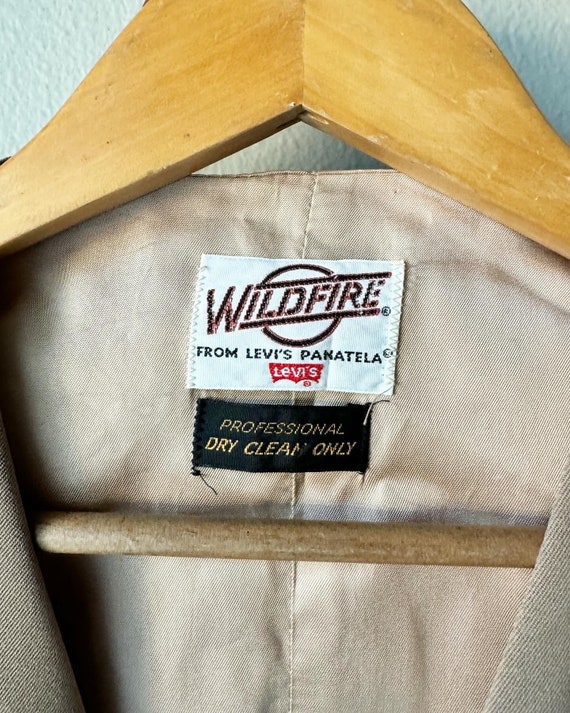 WILDFIRE®
FROM LEVI'S PANATELA®
Levi's®
PROFESSIONAL
DRY CLEAN ONLY